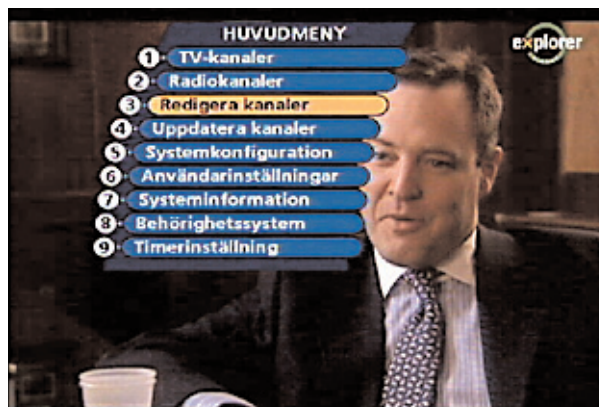 HUVUDMENY
explorer
1 TV-kanaler
2 Radiokanaler
3 Redigera kanaler
4 Uppdatera kanaler
5 Systemkonfiguration
6 Användarinställningar
7 Systeminformation
8 Behörighetssystem
9 Timerinställning